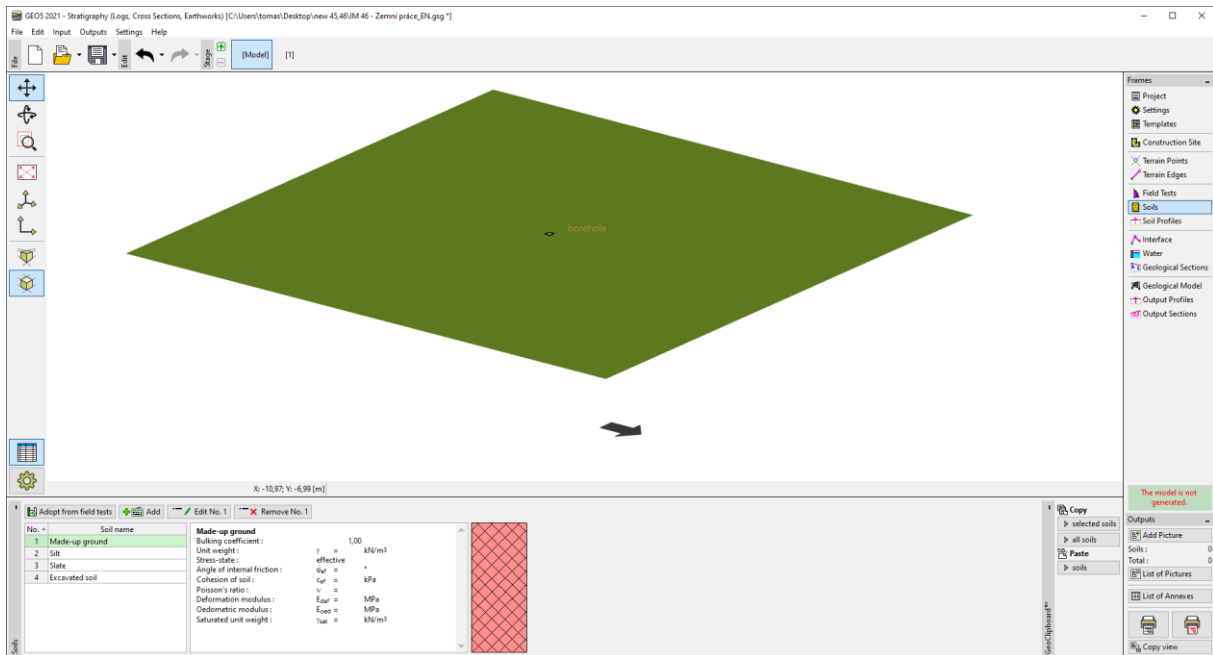 GEO5 2021 - Stratigraphy (Logs, Cross Sections, Earthworks) [C:\Users\tomas\Desktop\new 45,46\IM 46 - Zemní práce_EN.gsg *]
File Edit Input Outputs Settings Help
File
Edit
Stage
[Model] [1]
borehole
X: -10,97; Y: -6,99 [m]
Frames
Project
Settings
Templates
Construction Site
Terrain Points
Terrain Edges
Field Tests
Soils
Soil Profiles
Interface
Water
Geological Sections
Geological Model
Output Profiles
Output Sections
The model is not
generated.
Outputs
Add Picture
Soils : 0
Total : 0
List of Pictures
List of Annexes
Copy view
Soils
Adopt from field tests Add Edit No. 1 Remove No. 1
No. Soil name
1 Made-up ground
2 Silt
3 Slate
4 Excavated soil
Made-up ground
Bulking coefficient : 1,00
Unit weight : γ = kN/m³
Stress-state : effective
Angle of internal friction : φef = °
Cohesion of soil : cef = kPa
Poisson's ratio : ν =
Deformation modulus : Edef = MPa
Oedometric modulus : Eoed = MPa
Saturated unit weight : γsat = kN/m³
GeoClipboard™
Copy
selected soils
all soils
Paste
soils